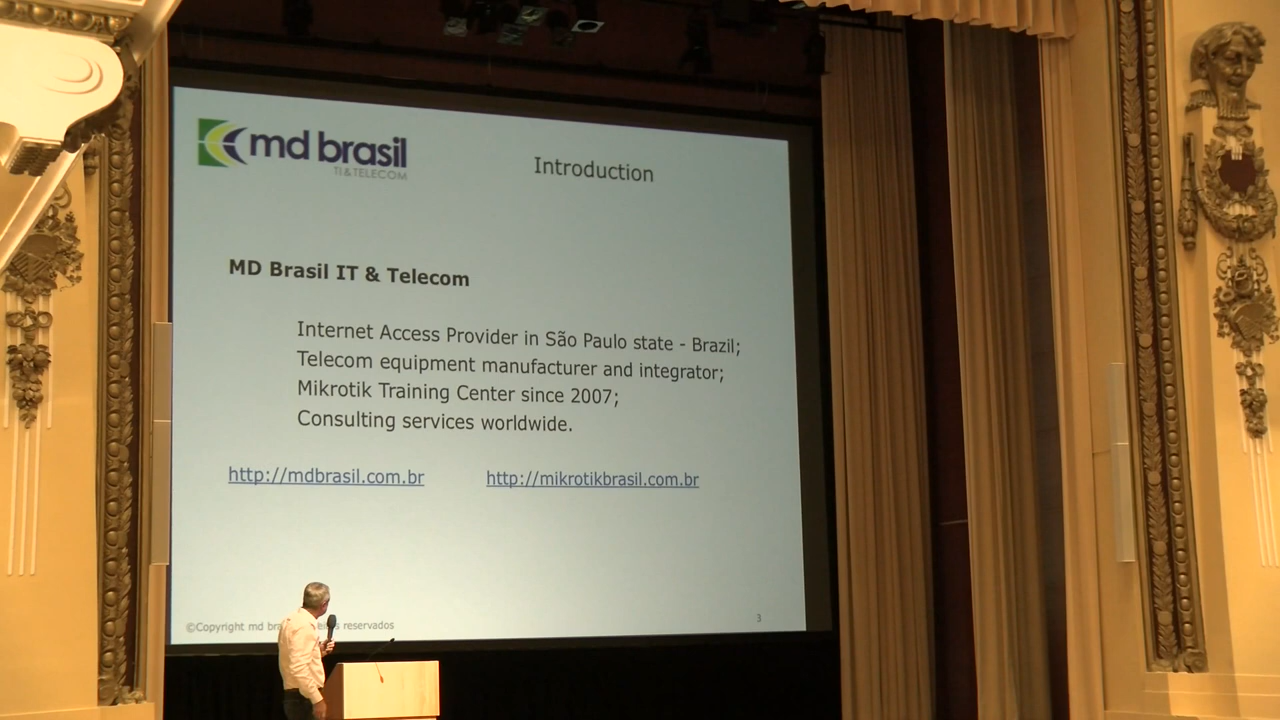 md brasil
TI & TELECOM
Introduction
MD Brasil IT & Telecom
Internet Access Provider in São Paulo state - Brazil;
Telecom equipment manufacturer and integrator;
Mikrotik Training Center since 2007;
Consulting services worldwide.
http://mdbrasil.com.br http://mikrotikbrasil.com.br
©Copyright md reservados
3